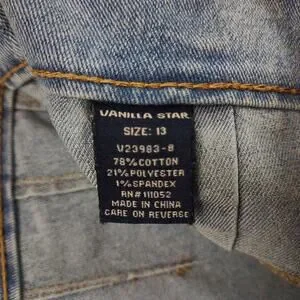 VANILLA STAR
SIZE: 13
V23983-8
78%COTTON
21%POLYESTER
1%SPANDEX
RN#111052
MADE IN CHINA
CARE ON REVERSE